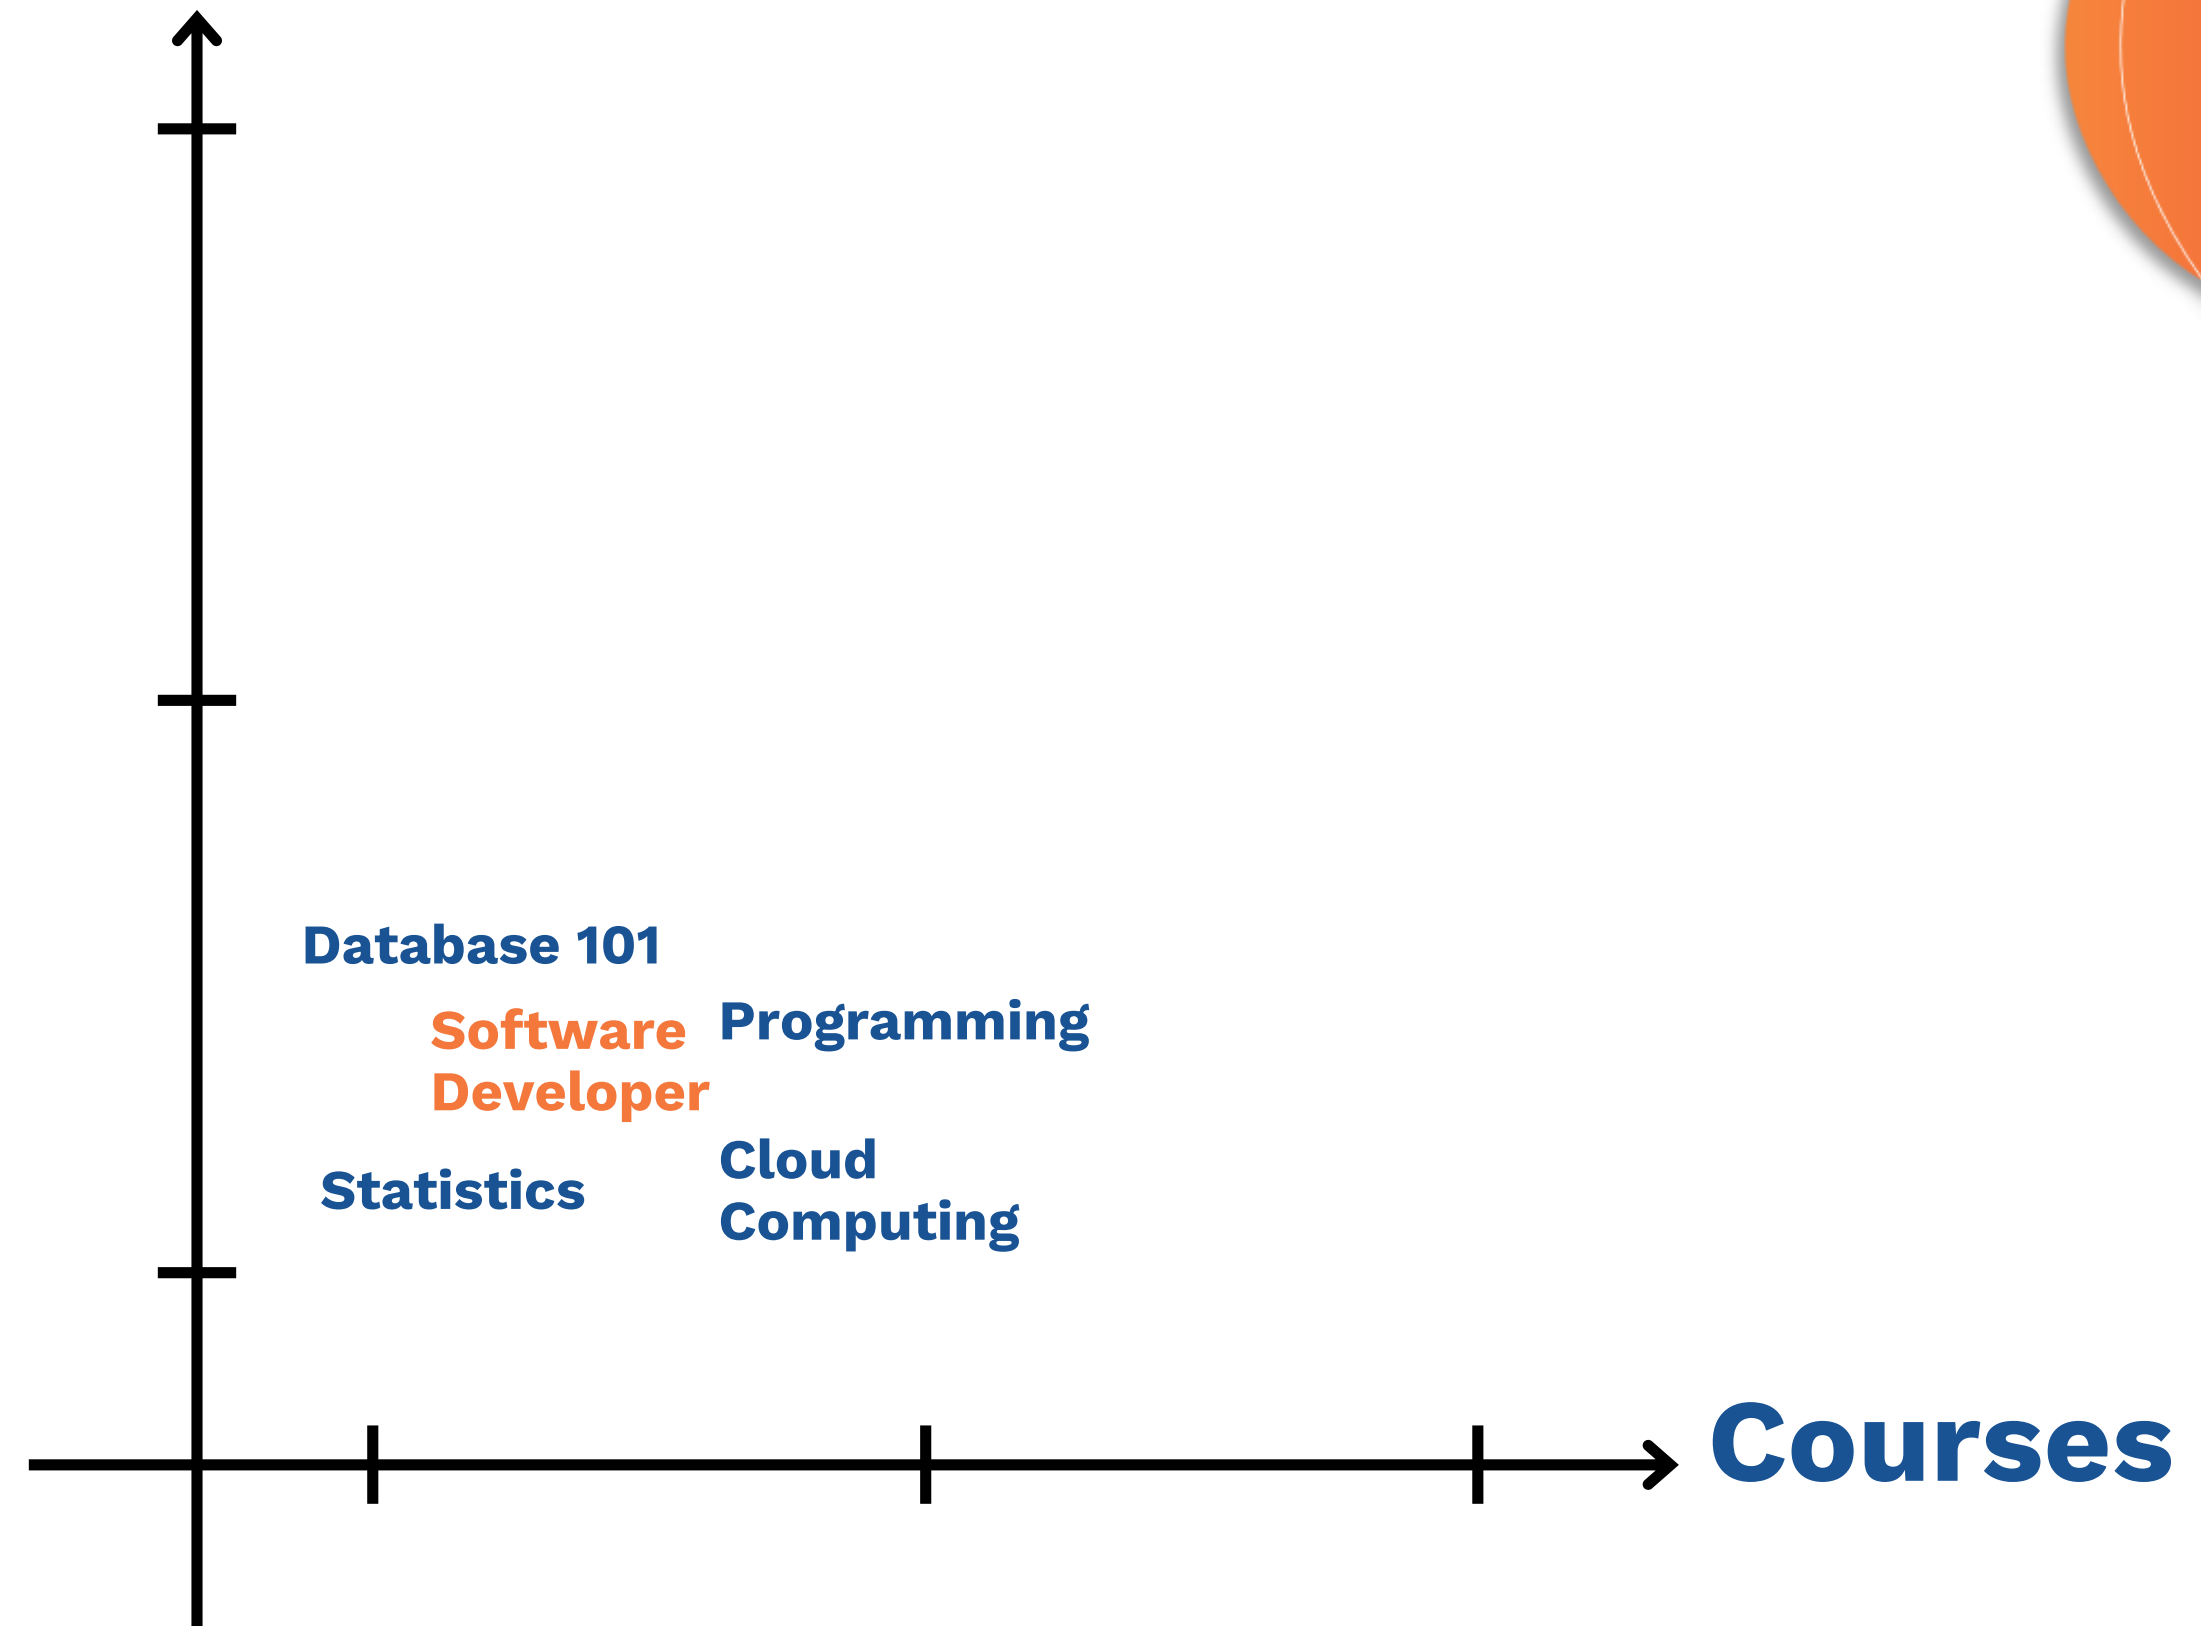 Database 101
Software
Developer
Programming
Statistics
Cloud
Computing
Courses